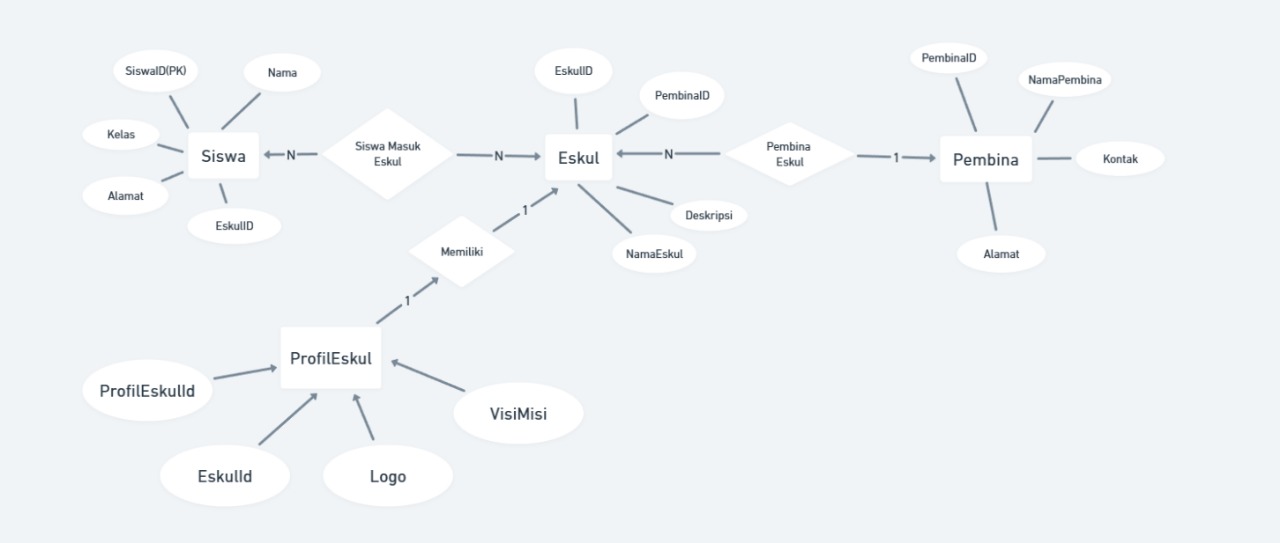 SiswaID(PK)
Nama
Kelas
Siswa
Alamat
EskulID
N
Siswa Masuk
Eskul
N
EskulID
PembinaID
Eskul
Deskripsi
NamaEskul
N
Pembina
Eskul
1
PembinaID
NamaPembina
Pembina
Kontak
Alamat
1
Memiliki
1
ProfilEskul
ProfilEskulId
EskulId
Logo
VisiMisi